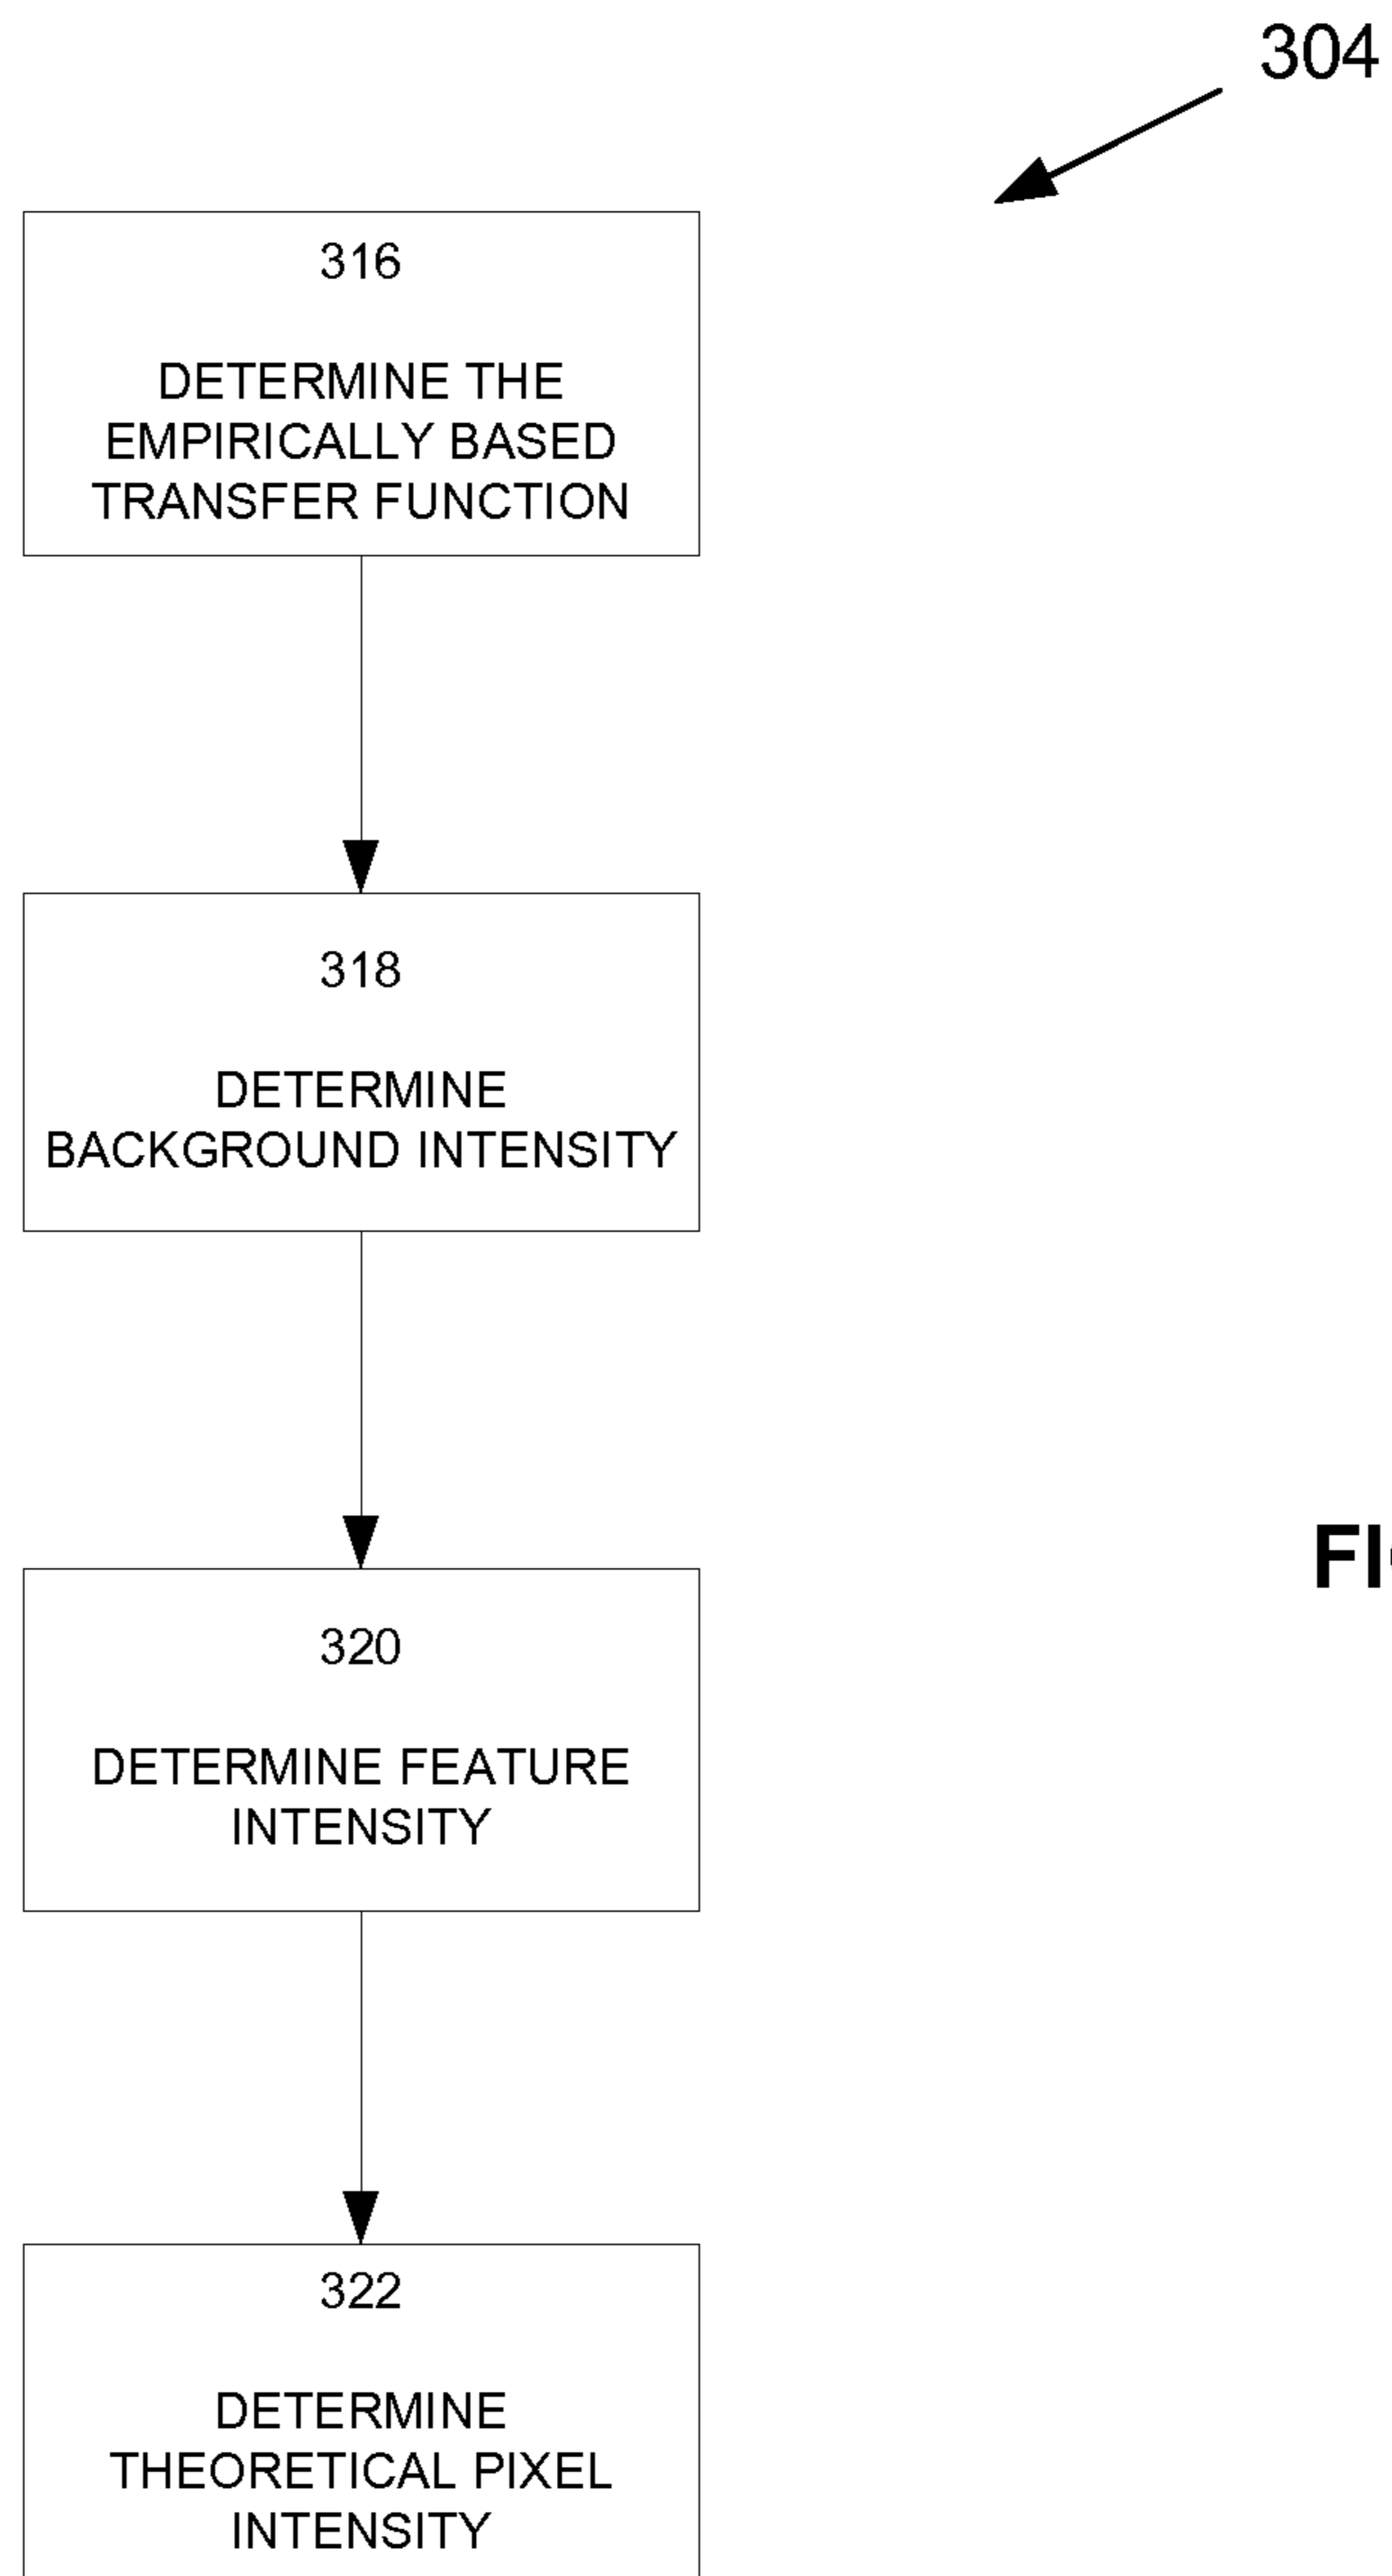 304
316
DETERMINE THE
EMPIRICALLY BASED
TRANSFER FUNCTION
318
DETERMINE
BACKGROUND INTENSITY
320
DETERMINE FEATURE
INTENSITY
322
DETERMINE
THEORETICAL PIXEL
INTENSITY